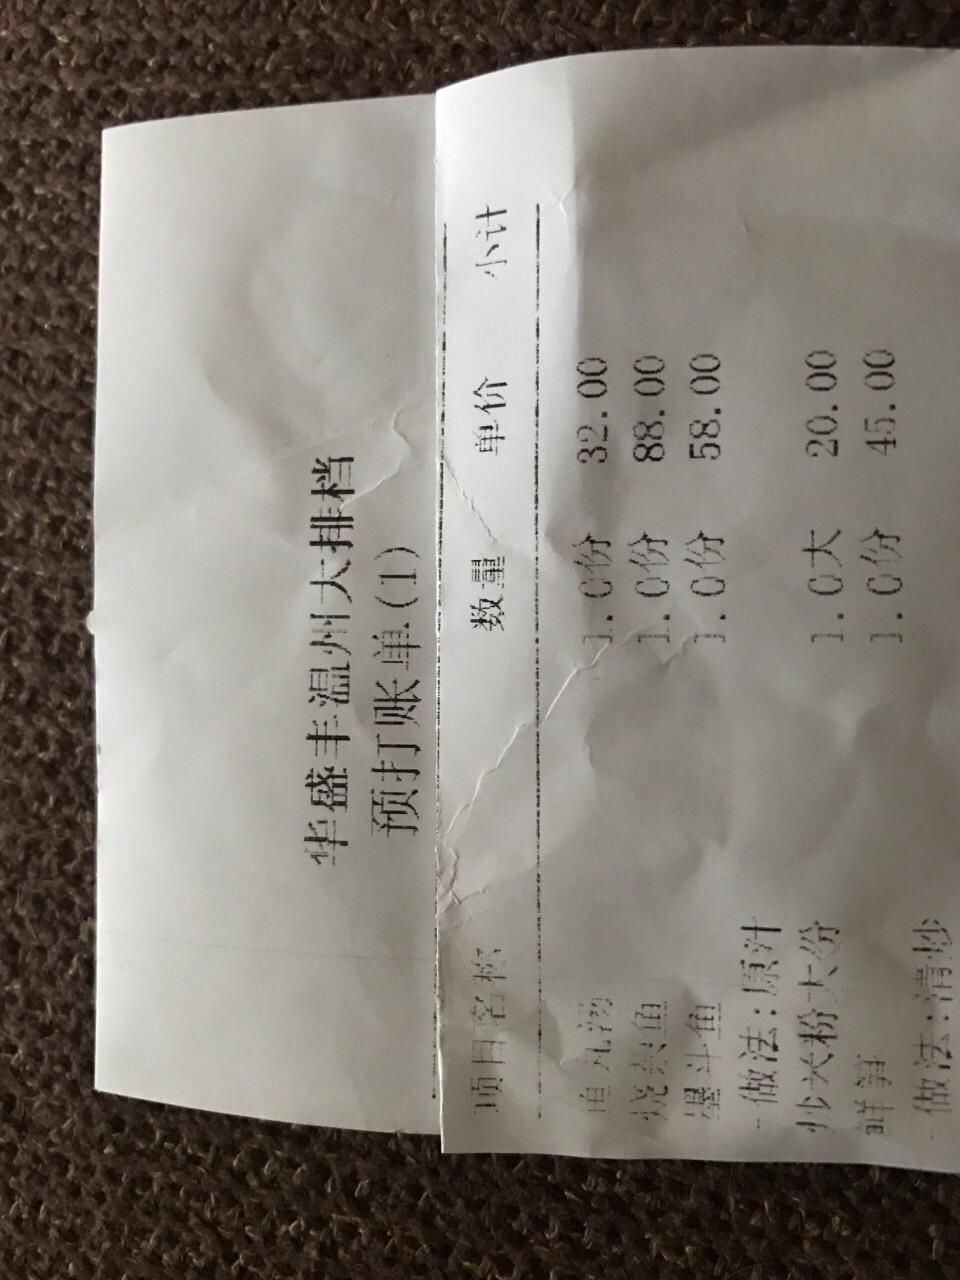 华盛丰温州大排档
预打账单(1)
项目名称 数量 单价 小计
鱼丸汤 1.0份 32.00
烧杂鱼 1.0份 88.00
墨斗鱼 1.0份 58.00
-做法:原汁
炒米粉大份 1.0大 20.00
鲜笋 1.0份 45.00
-做法:清炒